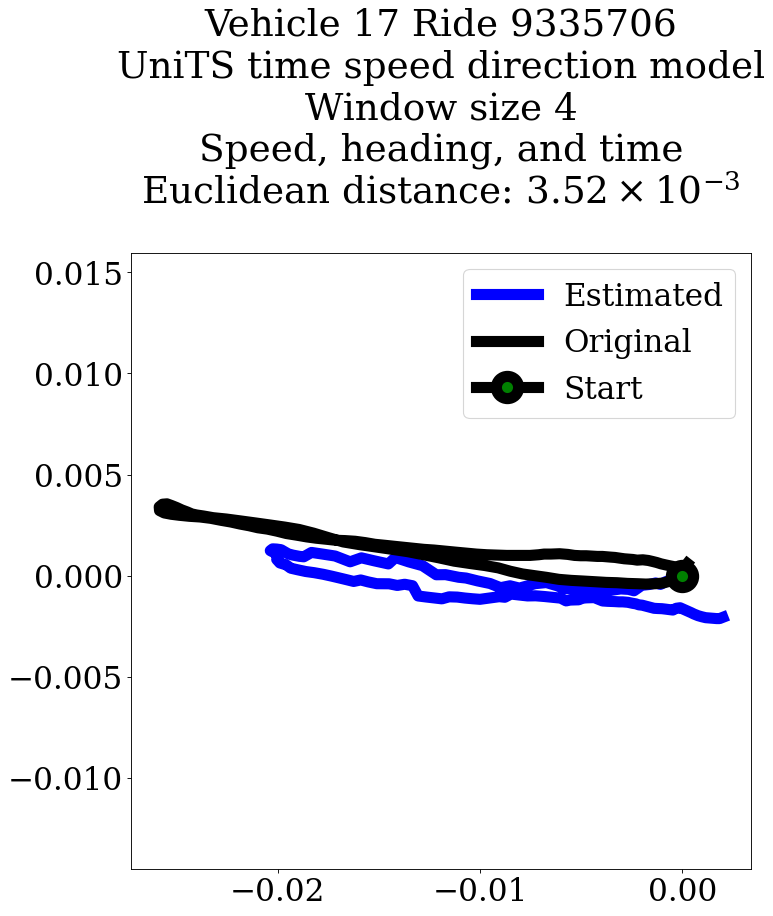 Vehicle 17 Ride 9335706
UniTS time speed direction model
Window size 4
Speed, heading, and time
Euclidean distance: 3.52 × 10⁻³
Estimated
Original
Start
0.015
0.010
0.005
0.000
−0.005
−0.010
−0.02 −0.01 0.00